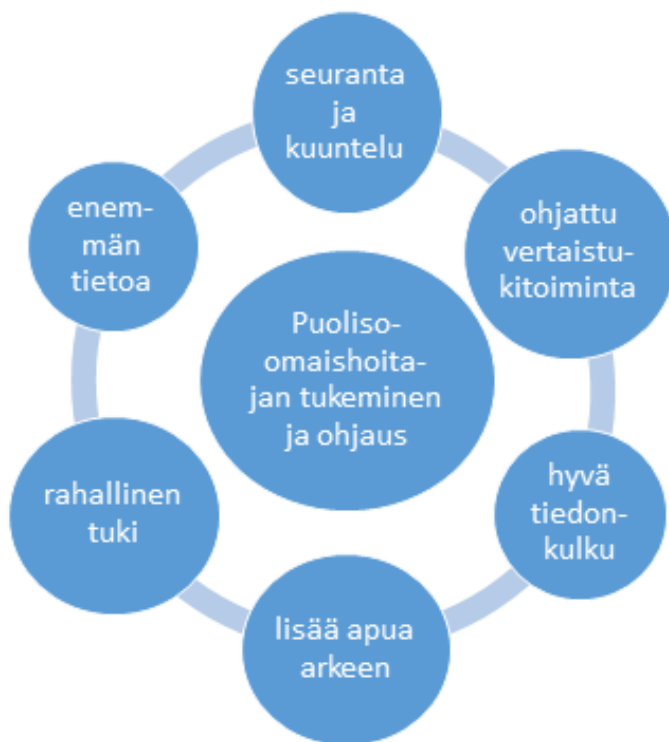 seuranta
ja
kuuntelu
ohjattu
vertaistu-
kitoiminta
hyvä
tiedon-
kulku
lisää apua
arkeen
rahallinen
tuki
enem-
män
tietoa
Puoliso-
omaishoita-
jan tukeminen
ja ohjaus